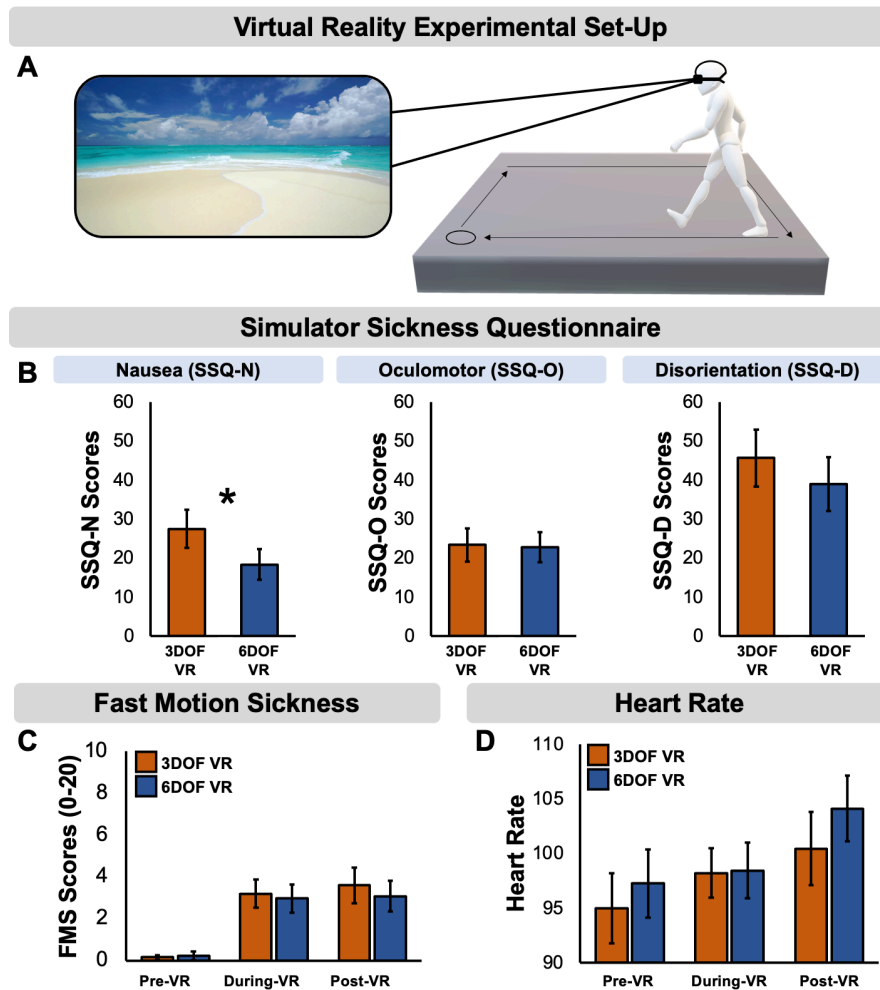 Virtual Reality Experimental Set-Up
A
Simulator Sickness Questionnaire
B
Nausea (SSQ-N)
Oculomotor (SSQ-O)
Disorientation (SSQ-D)
SSQ-N Scores
60
50
40
30
20
10
0
*
3DOF VR
6DOF VR
SSQ-O Scores
60
50
40
30
20
10
0
3DOF VR
6DOF VR
SSQ-D Scores
60
50
40
30
20
10
0
3DOF VR
6DOF VR
Fast Motion Sickness
Heart Rate
C
FMS Scores (0-20)
10
8
6
4
2
0
3DOF VR
6DOF VR
Pre-VR
During-VR
Post-VR
D
Heart Rate
110
105
100
95
90
3DOF VR
6DOF VR
Pre-VR
During-VR
Post-VR